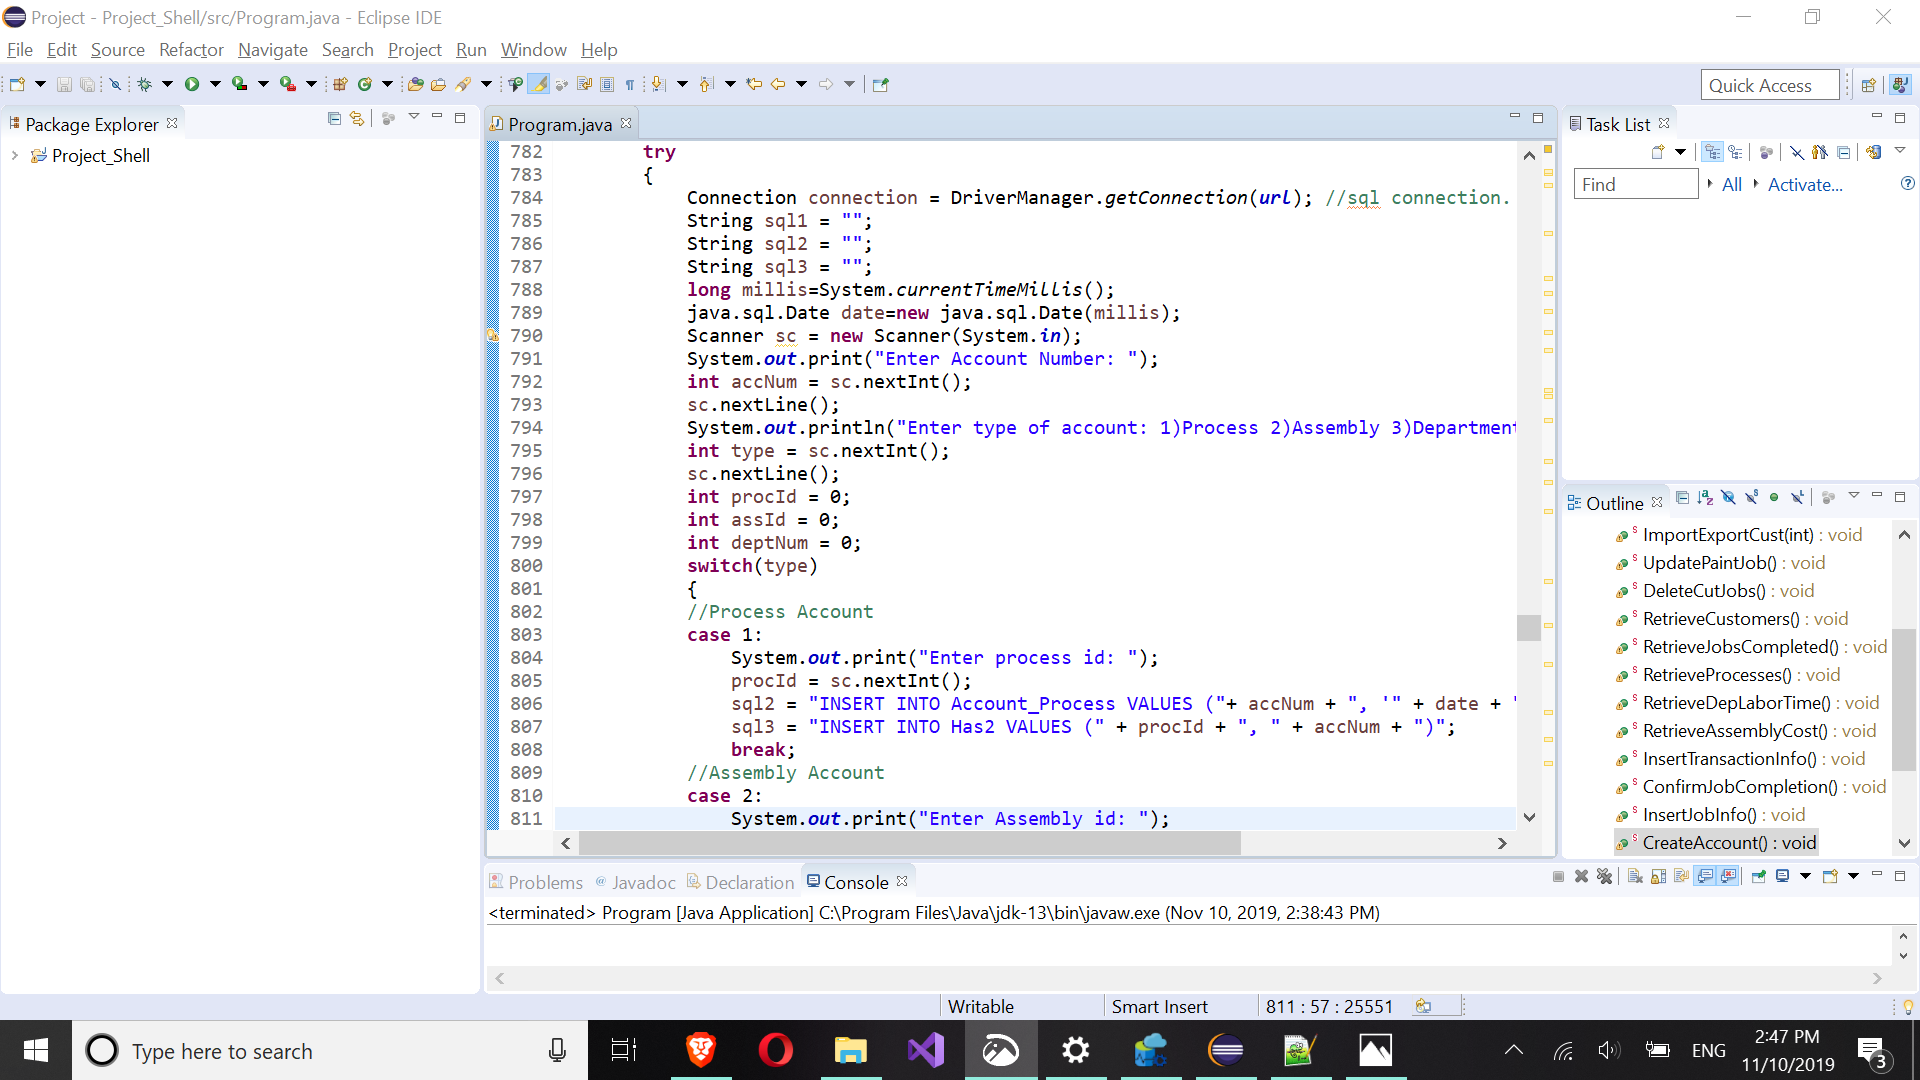 Project - Project_Shell/src/Program.java - Eclipse IDE
File Edit Source Refactor Navigate Search Project Run Window Help
Quick Access
Package Explorer
Project_Shell
Program.java
782 try
783 {
784 Connection connection = DriverManager.getConnection(url); //sql connection.
785 String sql1 = "";
786 String sql2 = "";
787 String sql3 = "";
788 long millis=System.currentTimeMillis();
789 java.sql.Date date=new java.sql.Date(millis);
790 Scanner sc = new Scanner(System.in);
791 System.out.print("Enter Account Number: ");
792 int accNum = sc.nextInt();
793 sc.nextLine();
794 System.out.println("Enter type of account: 1)Process 2)Assembly 3)Department
795 int type = sc.nextInt();
796 sc.nextLine();
797 int procId = 0;
798 int assId = 0;
799 int deptNum = 0;
800 switch(type)
801 {
802 //Process Account
803 case 1:
804 System.out.print("Enter process id: ");
805 procId = sc.nextInt();
806 sql2 = "INSERT INTO Account_Process VALUES ("+ accNum + ", '" + date + "
807 sql3 = "INSERT INTO Has2 VALUES (" + procId + ", " + accNum + ")";
808 break;
809 //Assembly Account
810 case 2:
811 System.out.print("Enter Assembly id: ");
Task List
Find All Activate...
Outline
ImportExportCust(int) : void
UpdatePaintJob() : void
DeleteCutJobs() : void
RetrieveCustomers() : void
RetrieveJobsCompleted() : void
RetrieveProcesses() : void
RetrieveDepLaborTime() : void
RetrieveAssemblyCost() : void
InsertTransactionInfo() : void
ConfirmJobCompletion() : void
InsertJobInfo() : void
CreateAccount() : void
Problems @ Javadoc Declaration Console
<terminated> Program [Java Application] C:\Program Files\Java\jdk-13\bin\javaw.exe (Nov 10, 2019, 2:38:43 PM)
Writable Smart Insert 811 : 57 : 25551
Type here to search
ENG
2:47 PM
11/10/2019
3